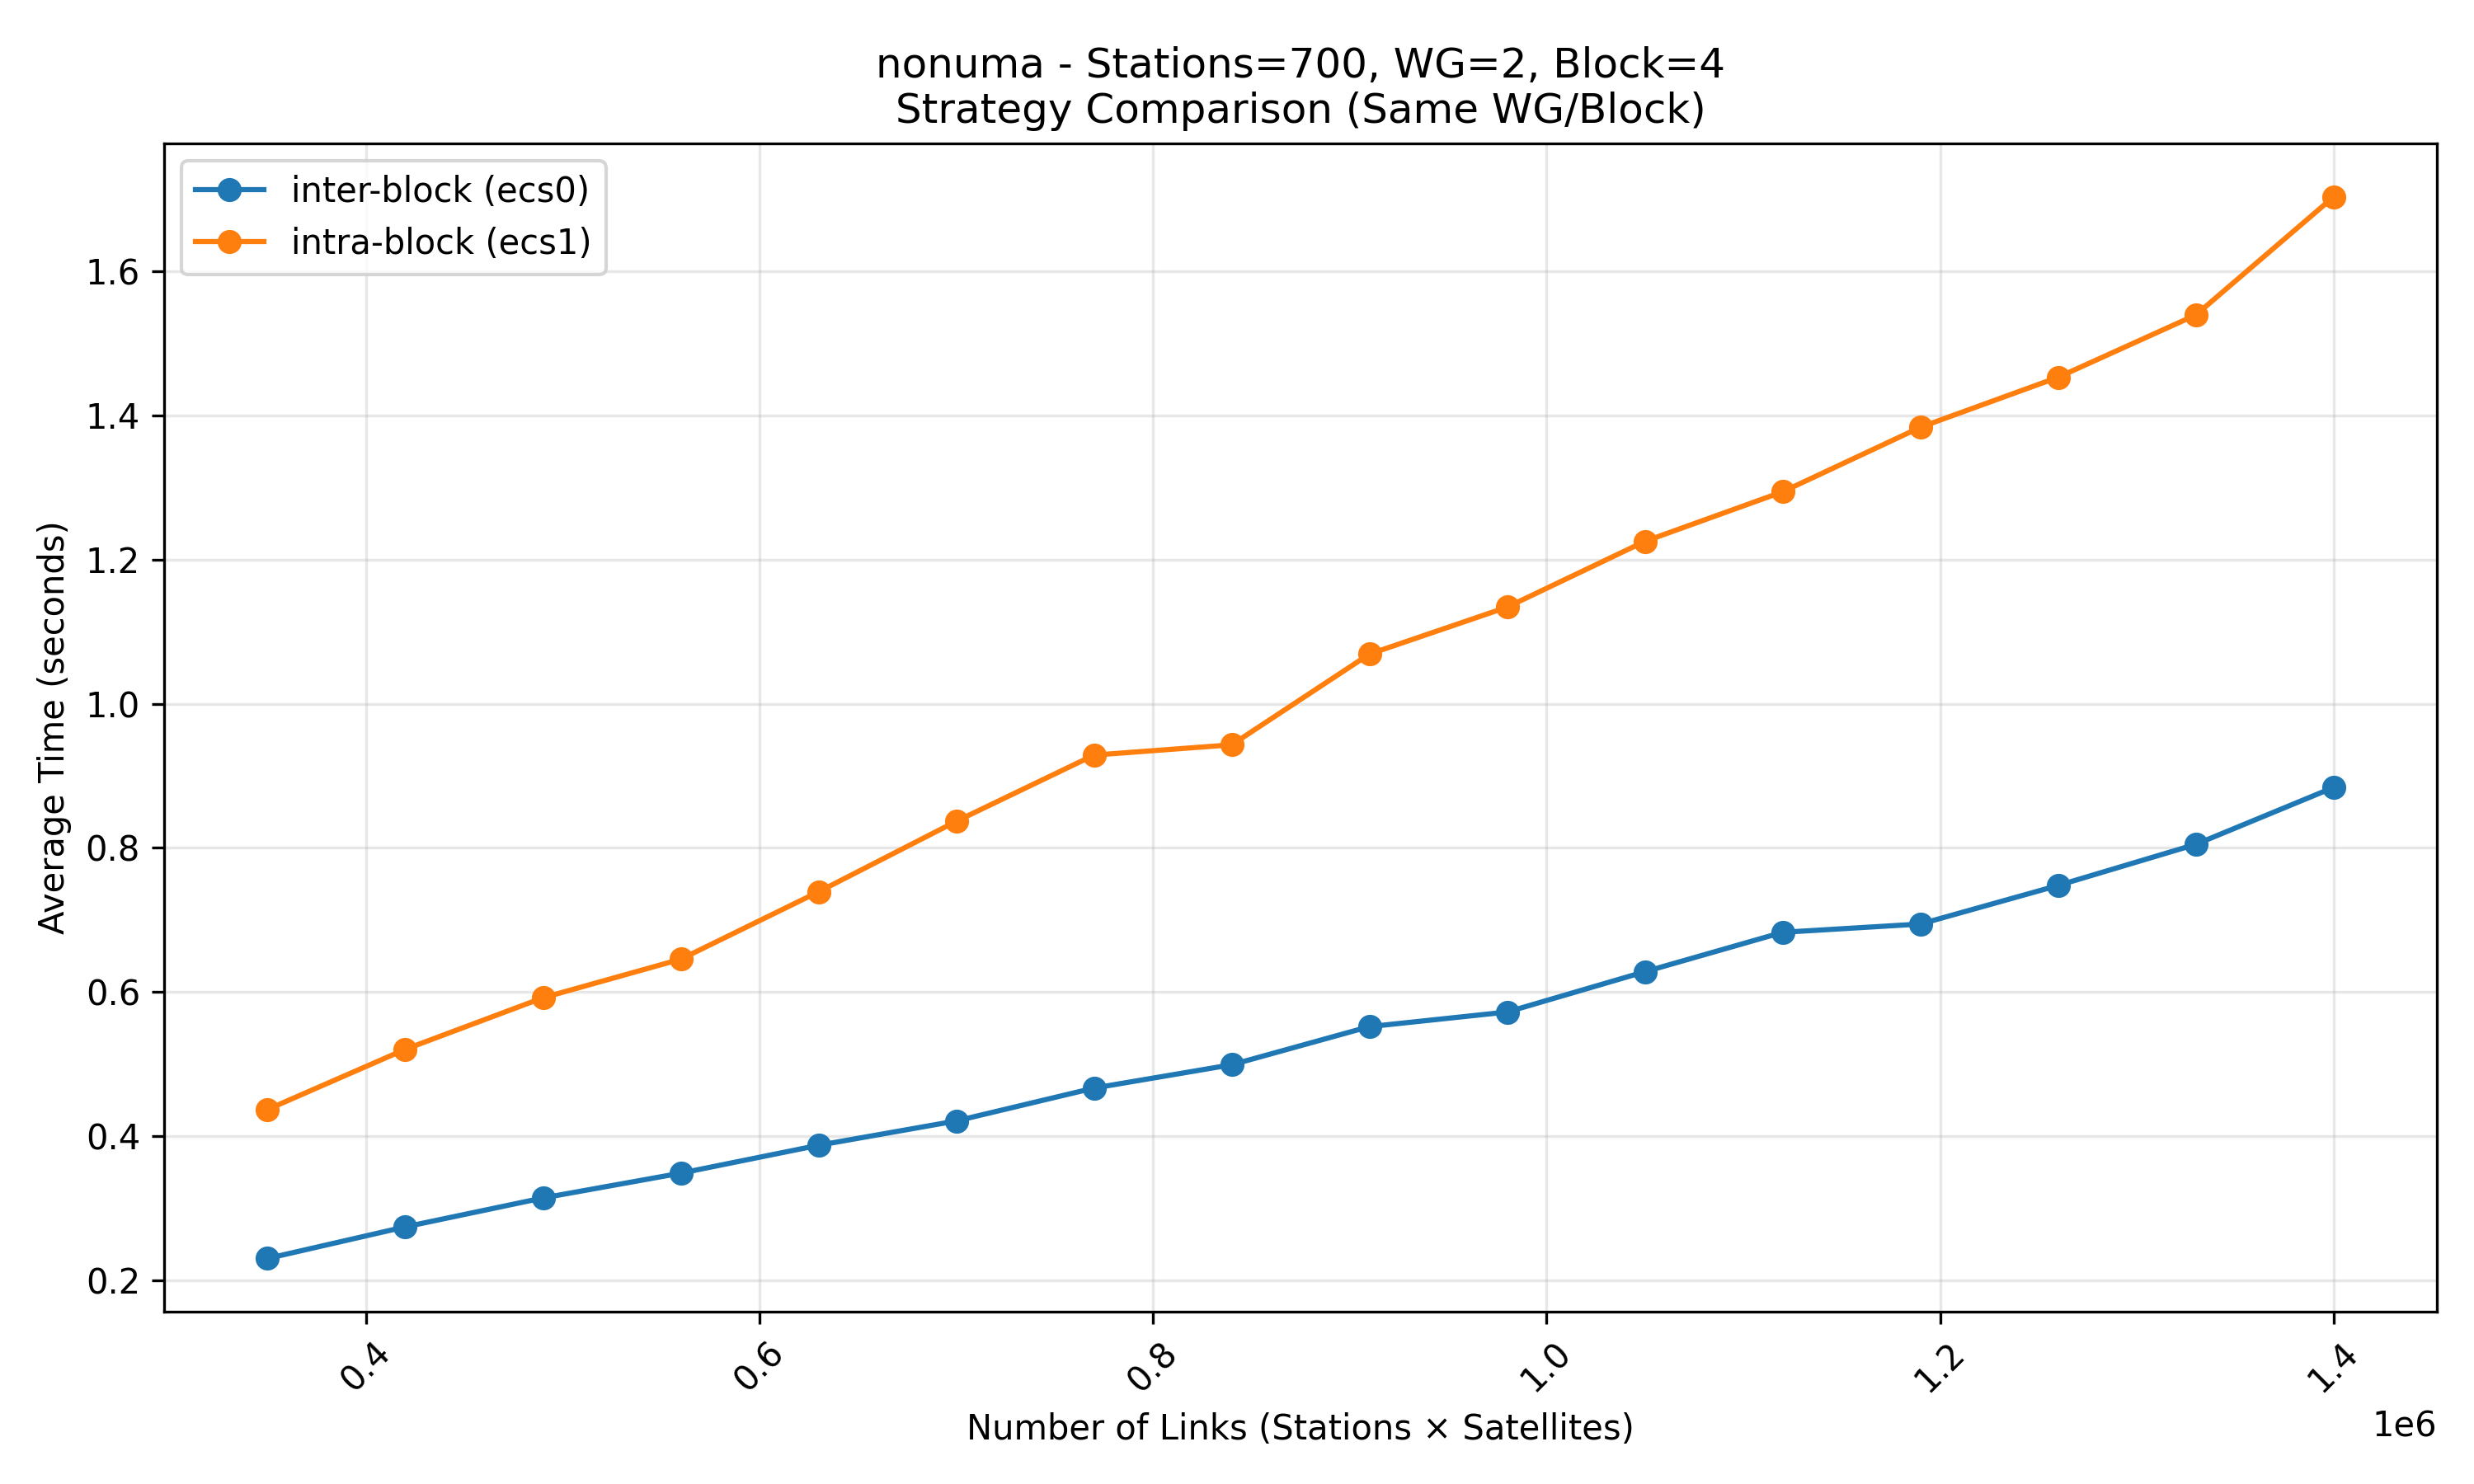 nonuma - Stations=700, WG=2, Block=4
Strategy Comparison (Same WG/Block)
inter-block (ecs0)
intra-block (ecs1)
Average Time (seconds)
1.6
1.4
1.2
1.0
0.8
0.6
0.4
0.2
0.4
0.6
0.8
1.0
1.2
1.4
1e6
Number of Links (Stations × Satellites)